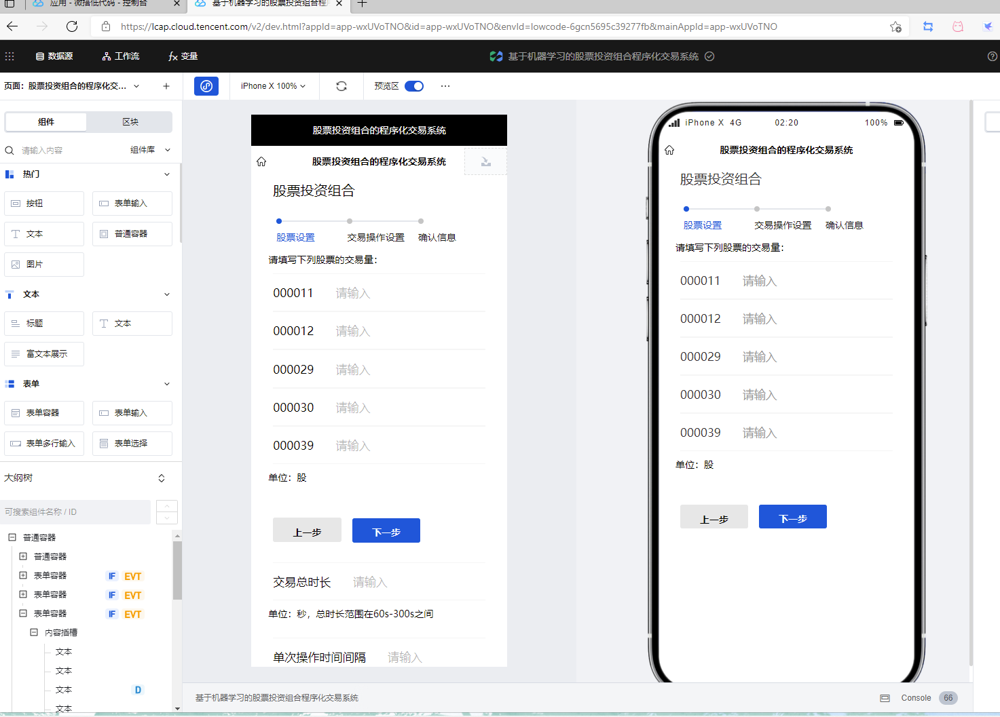 应用 - 微搭低代码 - 控制台
基于机器学习的股票投资组合程
https://lcap.cloud.tencent.com/v2/dev.html?appId=app-wxUVoTNO&id=app-wxUVoTNO&envId=lowcode-6gcn5695c39277fb&mainAppId=app-wxUVoTNO
数据源
工作流
fx 变量
基于机器学习的股票投资组合程序化交易系统
页面：股票投资组合的程序化交...
iPhone X 100%
预览区
组件
区块
请输入内容
组件库
热门
按钮
表单输入
文本
普通容器
图片
文本
标题
文本
富文本展示
表单
表单容器
表单输入
表单多行输入
表单选择
大纲树
可搜索组件名称 / ID
普通容器
普通容器
表单容器 IF EVT
表单容器 IF EVT
表单容器 IF EVT
内容插槽
文本
文本
文本 D
文本
股票投资组合的程序化交易系统
股票投资组合的程序化交易系统
股票投资组合
股票设置
交易操作设置
确认信息
请填写下列股票的交易量：
000011 请输入
000012 请输入
000029 请输入
000030 请输入
000039 请输入
单位：股
上一步
下一步
交易总时长 请输入
单位：秒，总时长范围在60s-300s之间
单次操作时间间隔 请输入
iPhone X 4G
02:20
100%
股票投资组合的程序化交易系统
股票投资组合
股票设置
交易操作设置
确认信息
请填写下列股票的交易量：
000011 请输入
000012 请输入
000029 请输入
000030 请输入
000039 请输入
单位：股
上一步
下一步
基于机器学习的股票投资组合程序化交易系统
Console 66